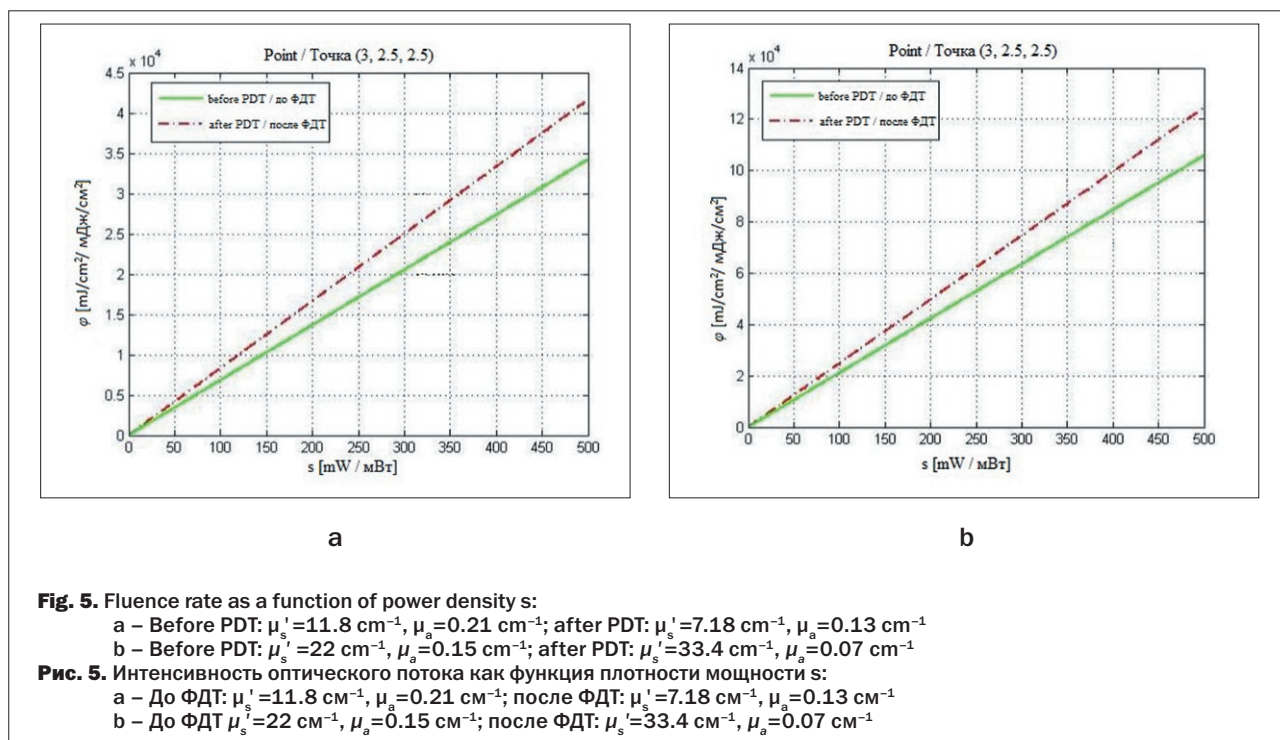 Point / Точка (3, 2.5, 2.5)
x 10⁴
4.5
4
3.5
3
2.5
2
1.5
1
0.5
0
φ [mJ/cm²/ мДж/см²]
before PDT / до ФДТ
after PDT / после ФДТ
0 50 100 150 200 250 300 350 400 450 500
s [mW / мВт]
a
Point / Точка (3, 2.5, 2.5)
x 10⁴
14
12
10
8
6
4
2
0
φ [mJ/cm²/ мДж/см²]
before PDT / до ФДТ
after PDT / после ФДТ
0 50 100 150 200 250 300 350 400 450 500
s [mW / мВт]
b
Fig. 5. Fluence rate as a function of power density s:
a – Before PDT: μₛ'=11.8 cm⁻¹, μₐ=0.21 cm⁻¹; after PDT: μₛ'=7.18 cm⁻¹, μₐ=0.13 cm⁻¹
b – Before PDT: μₛ'=22 cm⁻¹, μₐ=0.15 cm⁻¹; after PDT: μₛ'=33.4 cm⁻¹, μₐ=0.07 cm⁻¹
Рис. 5. Интенсивность оптического потока как функция плотности мощности s:
a – До ФДТ: μₛ'=11.8 см⁻¹, μₐ=0.21 см⁻¹; после ФДТ: μₛ'=7.18 см⁻¹, μₐ=0.13 см⁻¹
b – До ФДТ μₛ'=22 см⁻¹, μₐ=0.15 см⁻¹; после ФДТ: μₛ'=33.4 см⁻¹, μₐ=0.07 см⁻¹